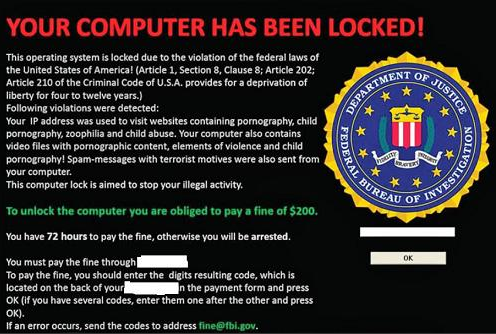 YOUR COMPUTER HAS BEEN LOCKED!
This operating system is locked due to the violation of the federal laws of
the United States of America! (Article 1, Section 8, Clause 8; Article 202;
Article 210 of the Criminal Code of U.S.A. provides for a deprivation of
liberty for four to twelve years.)
Following violations were detected:
Your IP address was used to visit websites containing pornography, child
pornography, zoophilia and child abuse. Your computer also contains
video files with pornographic content, elements of violence and child
pornography! Spam-messages with terrorist motives were also sent from
your computer.
This computer lock is aimed to stop your illegal activity.
To unlock the computer you are obliged to pay a fine of $200.
You have 72 hours to pay the fine, otherwise you will be arrested.
You must pay the fine through
To pay the fine, you should enter the digits resulting code, which is
located on the back of your n the payment form and press
OK (if you have several codes, enter them one after the other and press
OK).
If an error occurs, send the codes to address fine@fbi.gov.
DEPARTMENT OF JUSTICE
FEDERAL BUREAU OF INVESTIGATION
FIDELITY BRAVERY INTEGRITY
OK